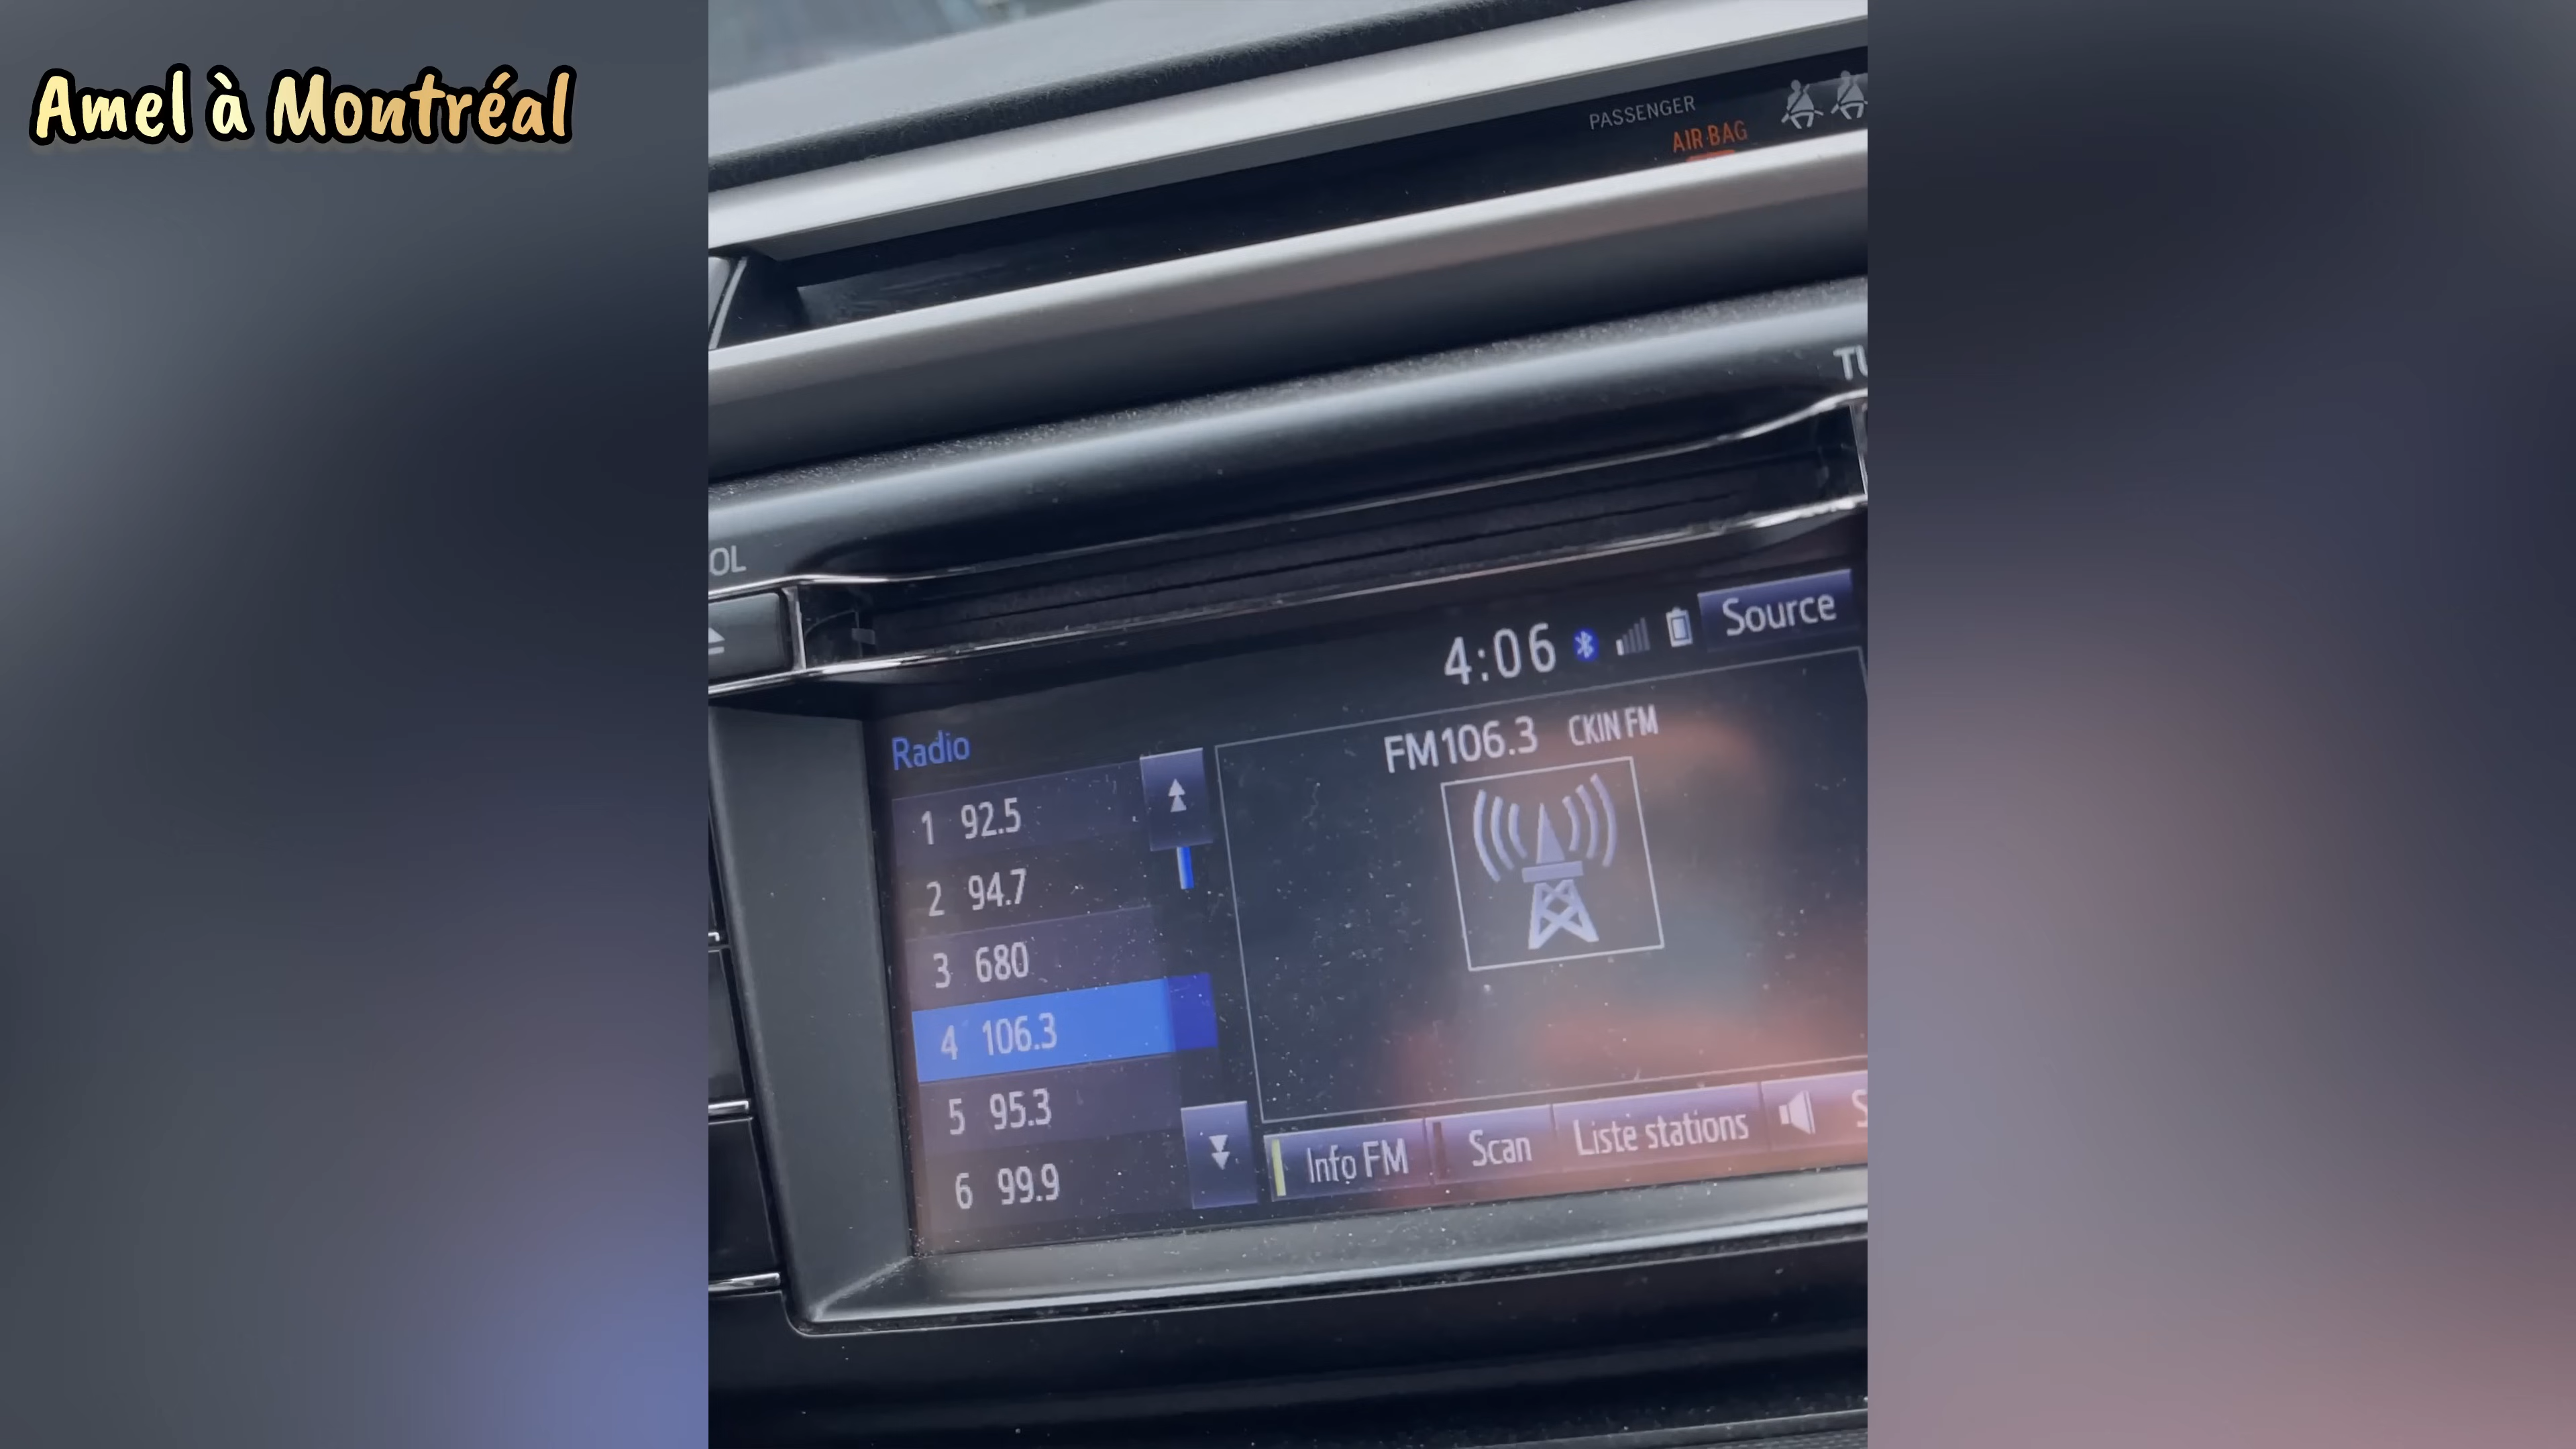 Amel à Montréal
PASSENGER
AIR BAG
4:06
Source
Radio
FM106.3 CKIN FM
1 92.5
2 94.7
3 680
4 106.3
5 95.3
6 99.9
Info FM
Scan
Liste stations